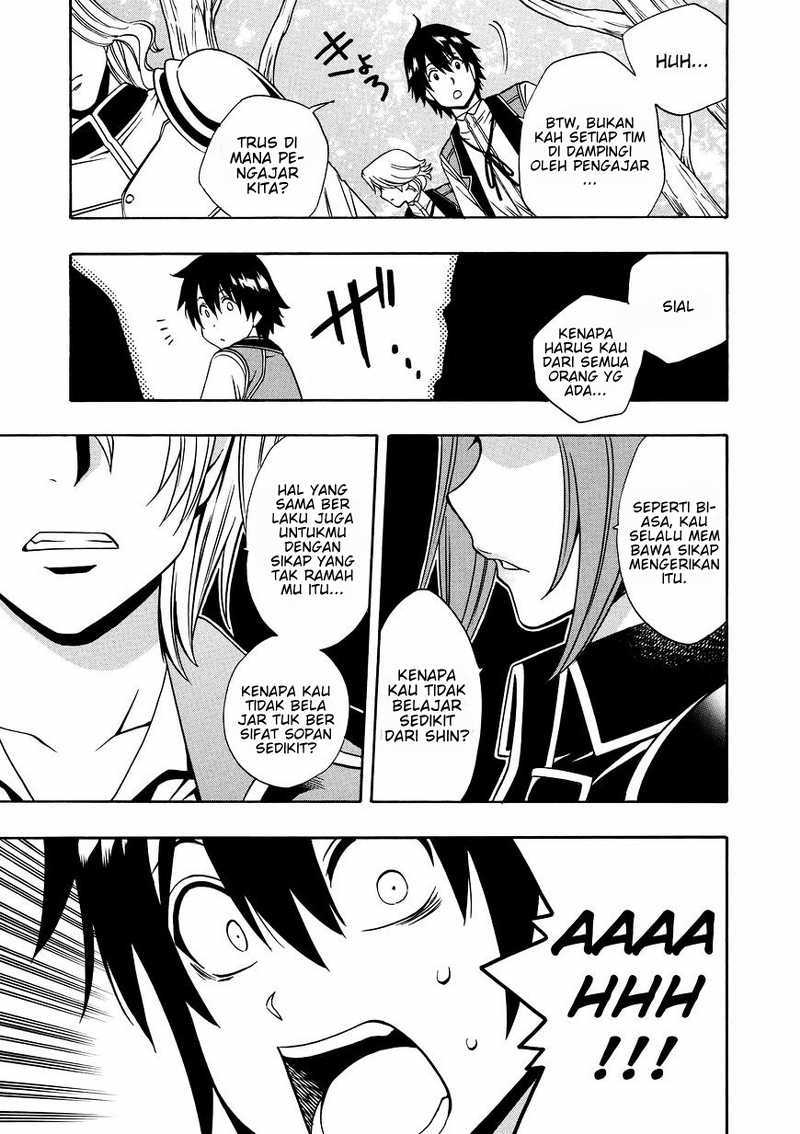 HUH...
BTW, BUKAN
KAH SETIAP TIM
DI DAMPINGI
OLEH PENGAJAR
...
きょろ
TRUS DI
MANA PE-
NGAJAR
KITA?
SIAL
KENAPA
HARUS KAU
DARI SEMUA
ORANG YG
ADA...
SEPERTI BI-
ASA, KAU
SELALU MEM
BAWA SIKAP
MENGERIKAN
ITU.
KENAPA
KAU TIDAK
BELAJAR
SEDIKIT
DARI SHIN?
HAL YANG
SAMA BER
LAKU JUGA
UNTUKMU
DENGAN
SIKAP YANG
TAK RAMAH
MU ITU...
KENAPA KAU
TIDAK BELA
JAR TUK BER
SIFAT SOPAN
SEDIKIT?
AAAA
HHH
!!!